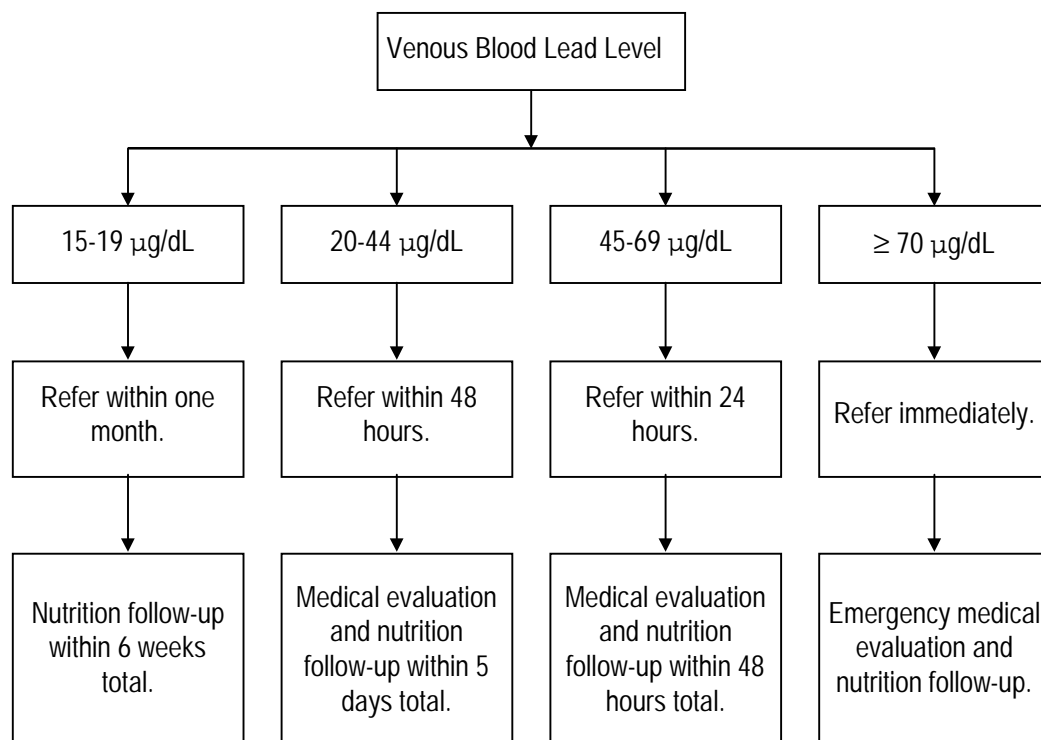 Venous Blood Lead Level
15-19 µg/dL
20-44 µg/dL
45-69 µg/dL
≥ 70 µg/dL
Refer within one
month.
Refer within 48
hours.
Refer within 24
hours.
Refer immediately.
Nutrition follow-up
within 6 weeks
total.
Medical evaluation
and nutrition
follow-up within 5
days total.
Medical evaluation
and nutrition
follow-up within 48
hours total.
Emergency medical
evaluation and
nutrition follow-up.